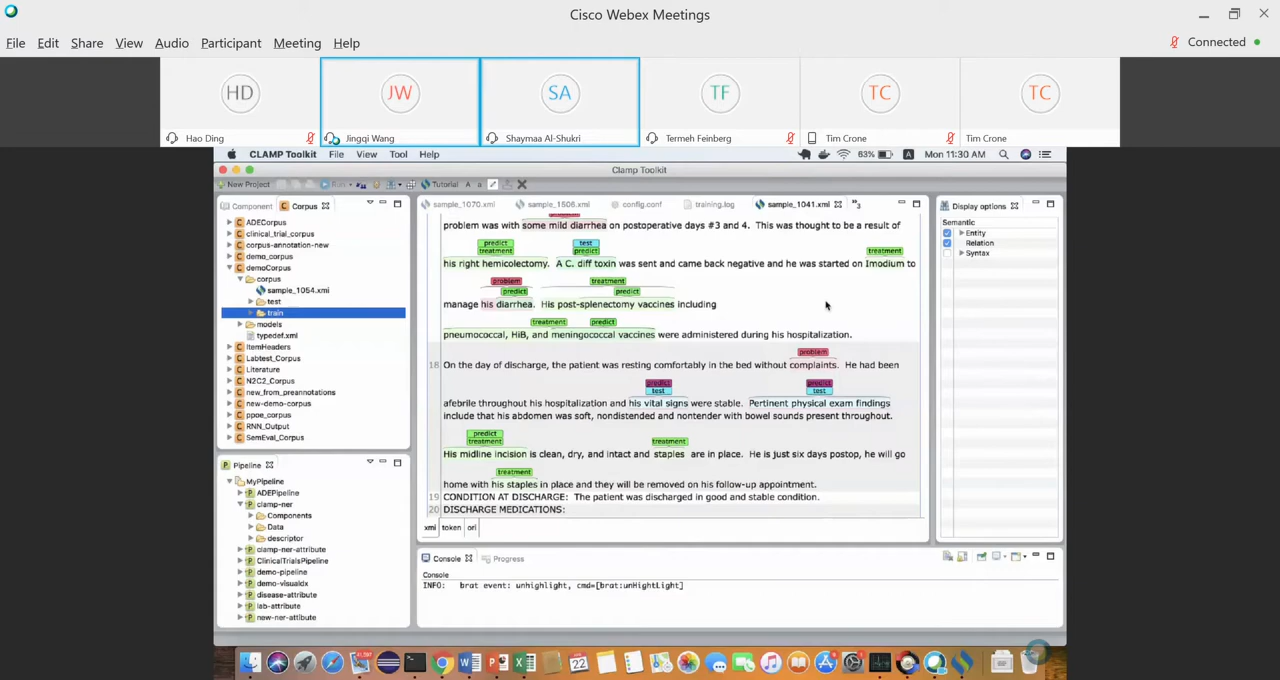 Cisco Webex Meetings
File Edit Share View Audio Participant Meeting Help
Connected
HD JW SA TF TC TC
Hao Ding Jingqi Wang Shaymaa Al-Shukri Termeh Feinberg Tim Crone Tim Crone
CLAMP Toolkit File View Tool Help
63% A Mon 11:30 AM
Clamp Toolkit
New Project Run Tutorial A a
Component Corpus
ADECorpus
clinical_trial_corpus
corpus-annotation-new
demo_corpus
demoCorpus
corpus
sample_1054.xmi
test
train
models
typedef.xml
ItemHeaders
Labtest_Corpus
Literature
N2C2_Corpus
new_from_preannotations
new-demo-corpus
ppoe_corpus
RNN_Output
SemEval_Corpus
Pipeline
MyPipeline
ADEPipeline
clamp-ner
Components
Data
descriptor
clamp-ner-attribute
ClinicalTrialsPipeline
demo-pipeline
demo-visualdx
disease-attribute
lab-attribute
new-ner-attibute
sample_1070.xmi sample_1506.xmi config.conf training.log sample_1041.xmi 3
problem was with some mild diarrhea on postoperative days #3 and 4. This was thought to be a result of
predict test
treatment predict treatment
his right hemicolectomy. A C. diff toxin was sent and came back negative and he was started on Imodium to
problem treatment
predict predict
manage his diarrhea. His post-splenectomy vaccines including
treatment predict
pneumococcal, HiB, and meningococcal vaccines were administered during his hospitalization.
problem
18 On the day of discharge, the patient was resting comfortably in the bed without complaints. He had been
predict predict
test test
afebrile throughout his hospitalization and his vital signs were stable. Pertinent physical exam findings
include that his abdomen was soft, nondistended and nontender with bowel sounds present throughout.
predict
treatment treatment
His midline incision is clean, dry, and intact and staples are in place. He is just six days postop, he will go
treatment
home with his staples in place and they will be removed on his follow-up appointment.
19 CONDITION AT DISCHARGE: The patient was discharged in good and stable condition.
20 DISCHARGE MEDICATIONS:
xmi token ori
Display options
Semantic
Entity
Relation
Syntax
Console Progress
Console
INFO: brat event: unhighlight, cmd=[brat:unHightLight]
22